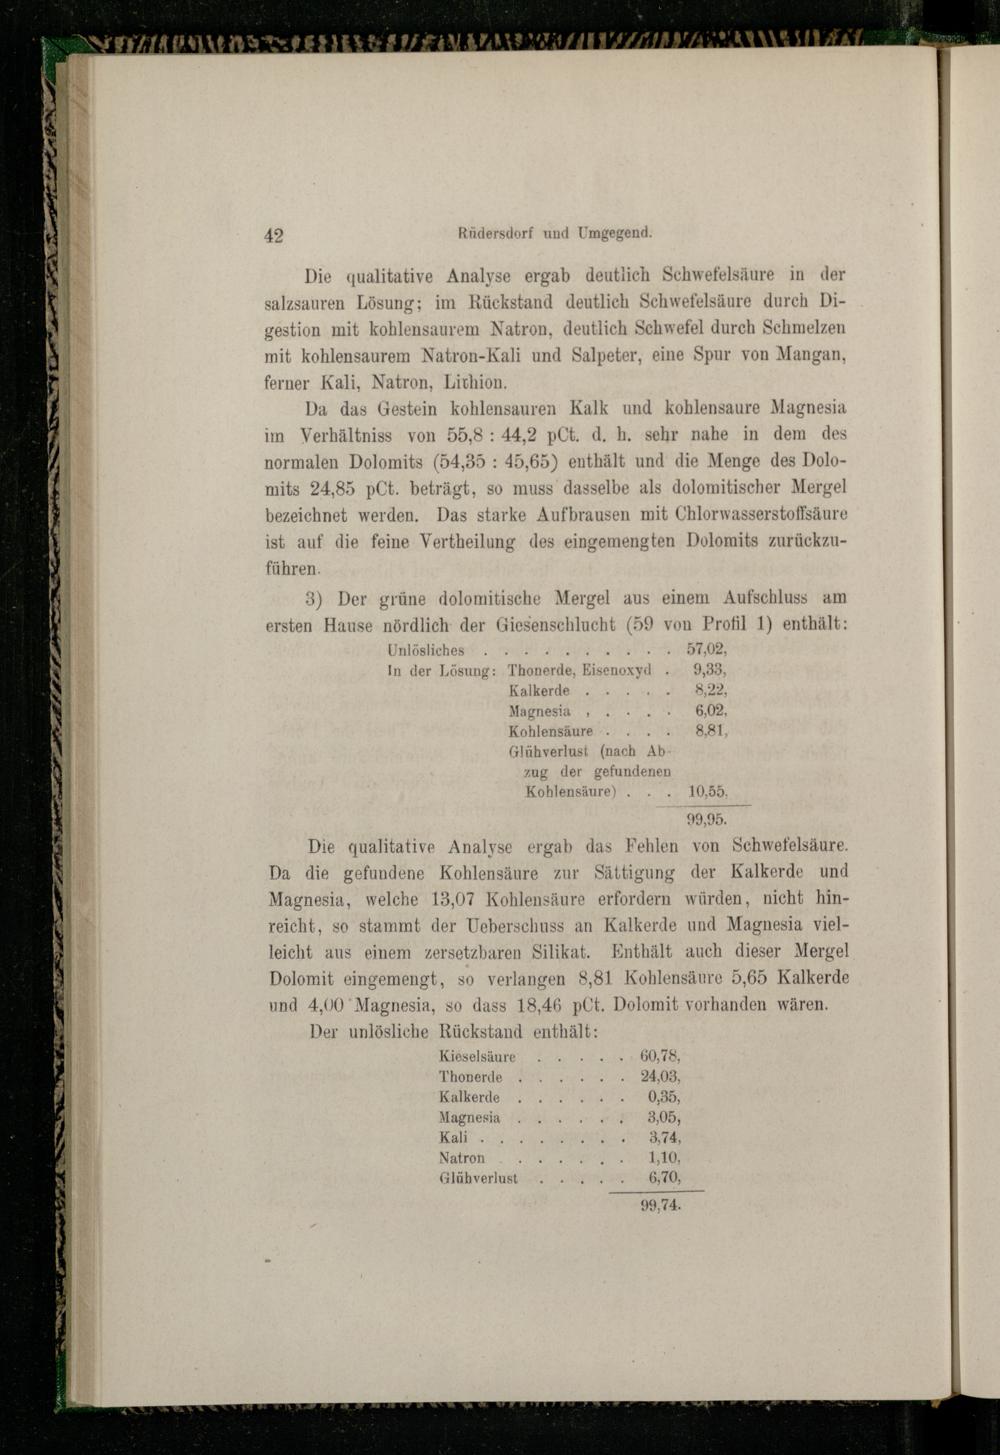 42 Rüdersdorf und Umgegend.
Die qualitative Analyse ergab deutlich Schwefelsäure in der
salzsauren Lösung; im Rückstand deutlich Schwefelsäure durch Di-
gestion mit kohlensaurem Natron, deutlich Schwefel durch Schmelzen
mit kohlensaurem Natron-Kali und Salpeter, eine Spur von Mangan,
ferner Kali, Natron, Lithion.
Da das Gestein kohlensauren Kalk und kohlensaure Magnesia
im Verhältniss von 55,8 : 44,2 pCt. d. h. sehr nahe in dem des
normalen Dolomits (54,35 : 45,65) enthält und die Menge des Dolo-
mits 24,85 pCt. beträgt, so muss dasselbe als dolomitischer Mergel
bezeichnet werden. Das starke Aufbrausen mit Chlorwasserstoffsäure
ist auf die feine Vertheilung des eingemengten Dolomits zurückzu-
führen.
3) Der grüne dolomitische Mergel aus einem Aufschluss am
ersten Hause nördlich der Giesenschlucht (59 von Profil 1) enthält:
Unlösliches . . . . . . . . . . 57,02,
In der Lösung: Thonerde, Eisenoxyd . 9,33,
Kalkerde . . . . . 8,22,
Magnesia , . . . . 6,02,
Kohlensäure . . . . 8,81,
Glühverlust (nach Ab-
zug der gefundenen
Kohlensäure) . . . 10,55.
99,95.
Die qualitative Analyse ergab das Fehlen von Schwefelsäure.
Da die gefundene Kohlensäure zur Sättigung der Kalkerde und
Magnesia, welche 13,07 Kohlensäure erfordern würden, nicht hin-
reicht, so stammt der Ueberschuss an Kalkerde und Magnesia viel-
leicht aus einem zersetzbaren Silikat. Enthält auch dieser Mergel
Dolomit eingemengt, so verlangen 8,81 Kohlensäure 5,65 Kalkerde
und 4,00 Magnesia, so dass 18,46 pCt. Dolomit vorhanden wären.
Der unlösliche Rückstand enthält:
Kieselsäure . . . . . 60,78,
Thonerde . . . . . . 24,03,
Kalkerde . . . . . . 0,35,
Magnesia . . . . . . 3,05,
Kali . . . . . . . . 3,74,
Natron . . . . . . 1,10,
Glühverlust . . . . . 6,70,
99,74.